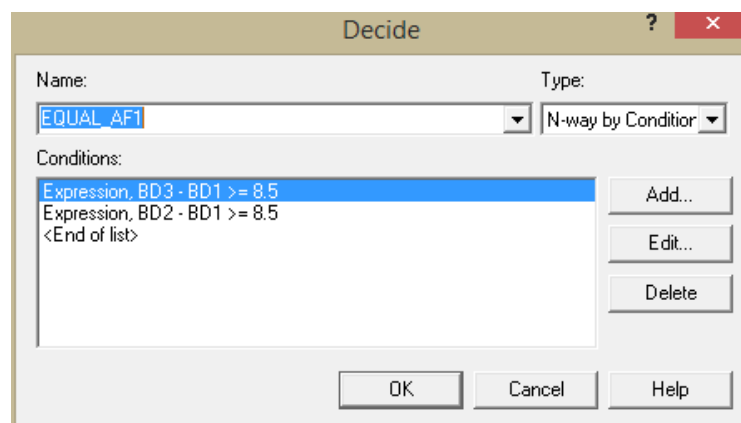 Decide ? ×
Name: Type:
EQUAL_AF1 N-way by Condition
Conditions:
Expression, BD3 - BD1 >= 8.5 Add...
Expression, BD2 - BD1 >= 8.5
<End of list> Edit...
Delete
OK Cancel Help